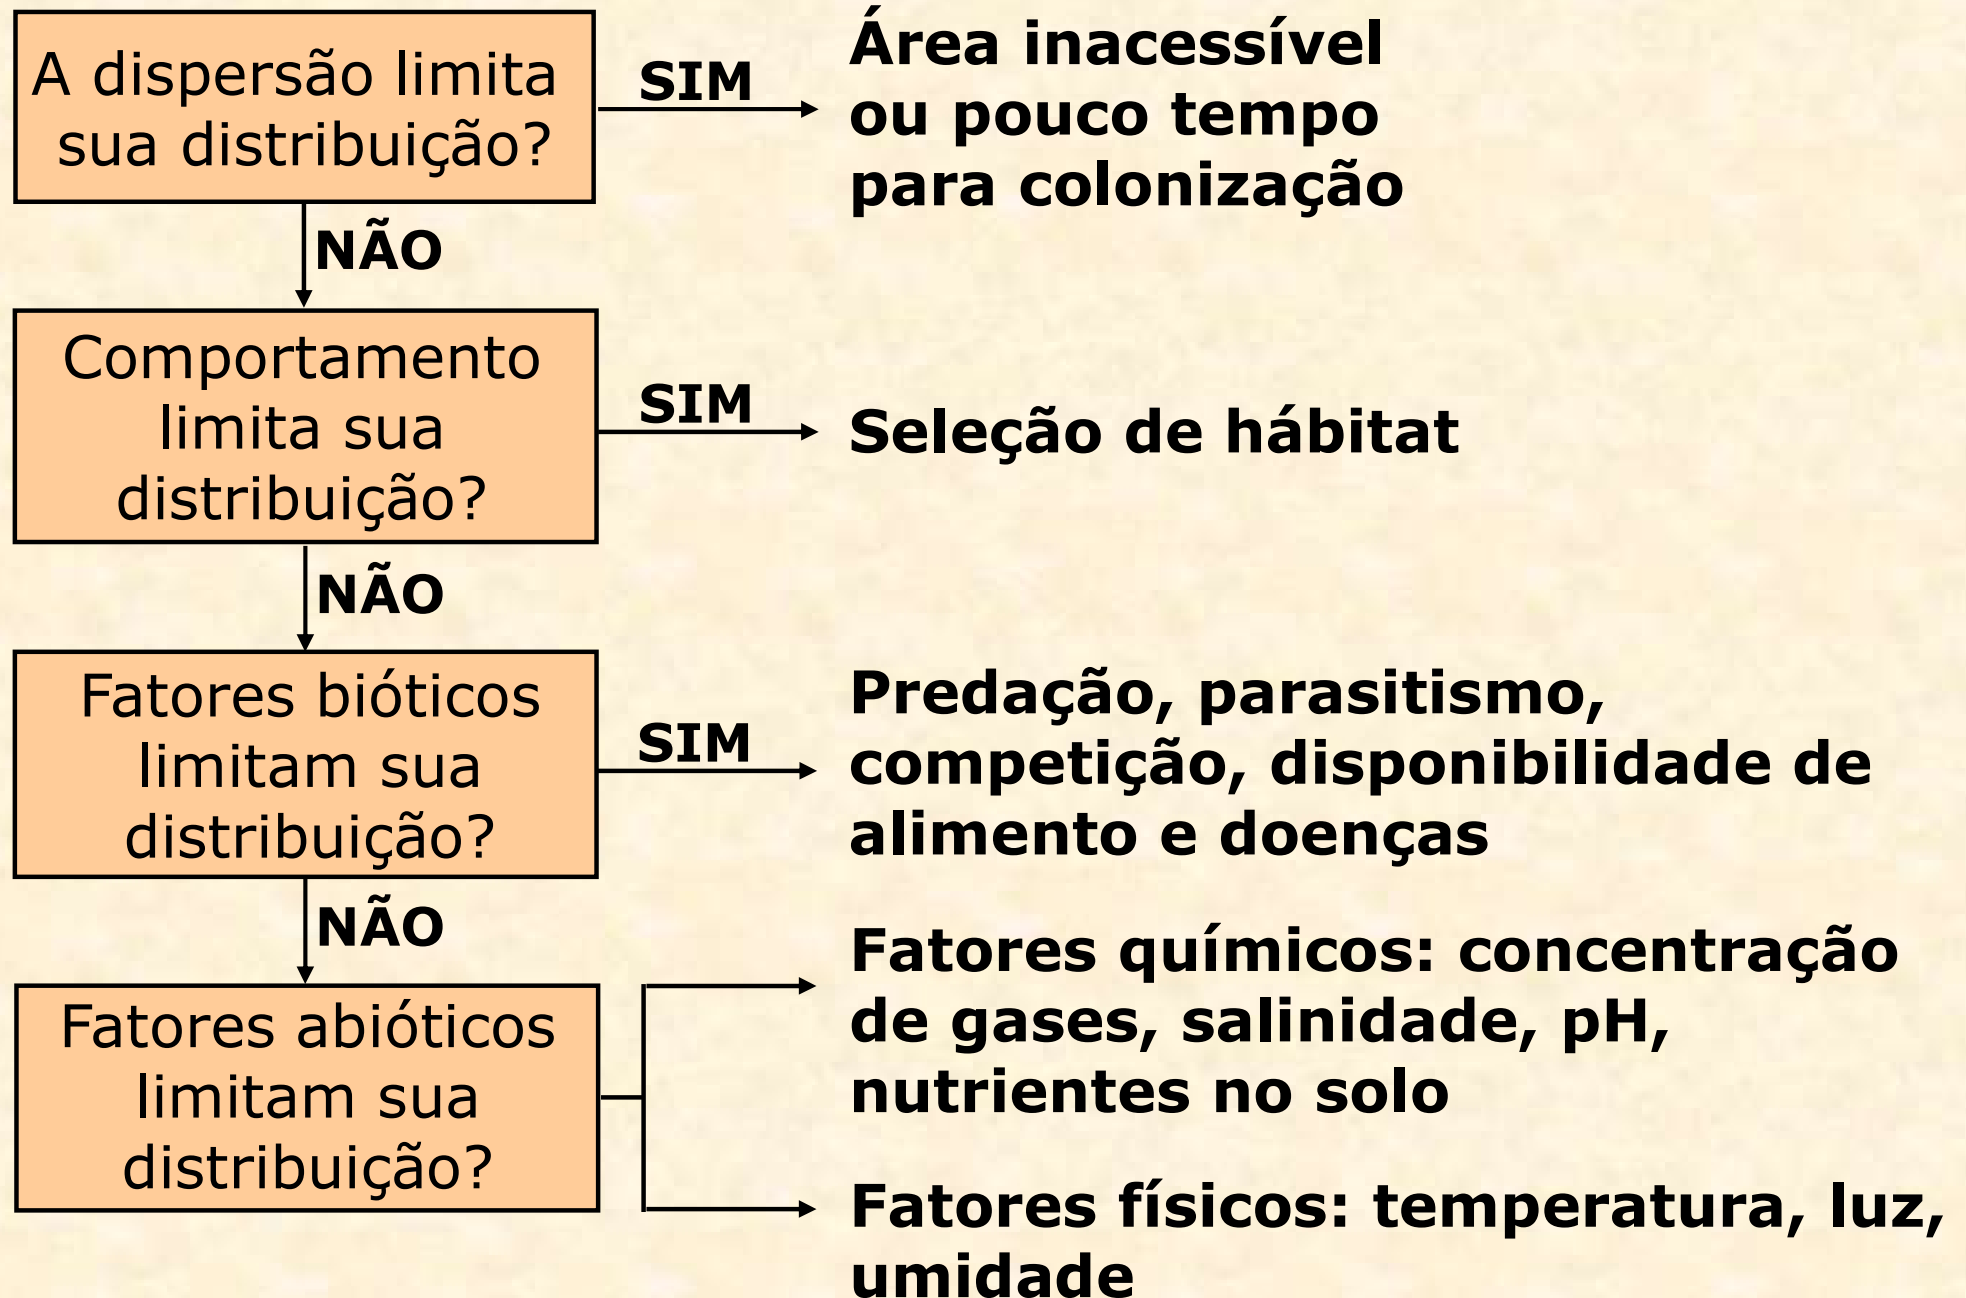 A dispersão limita
sua distribuição?
SIM
Área inacessível
ou pouco tempo
para colonização
NÃO
Comportamento
limita sua
distribuição?
SIM
Seleção de hábitat
NÃO
Fatores bióticos
limitam sua
distribuição?
SIM
Predação, parasitismo,
competição, disponibilidade de
alimento e doenças
NÃO
Fatores abióticos
limitam sua
distribuição?
Fatores químicos: concentração
de gases, salinidade, pH,
nutrientes no solo
Fatores físicos: temperatura, luz,
umidade